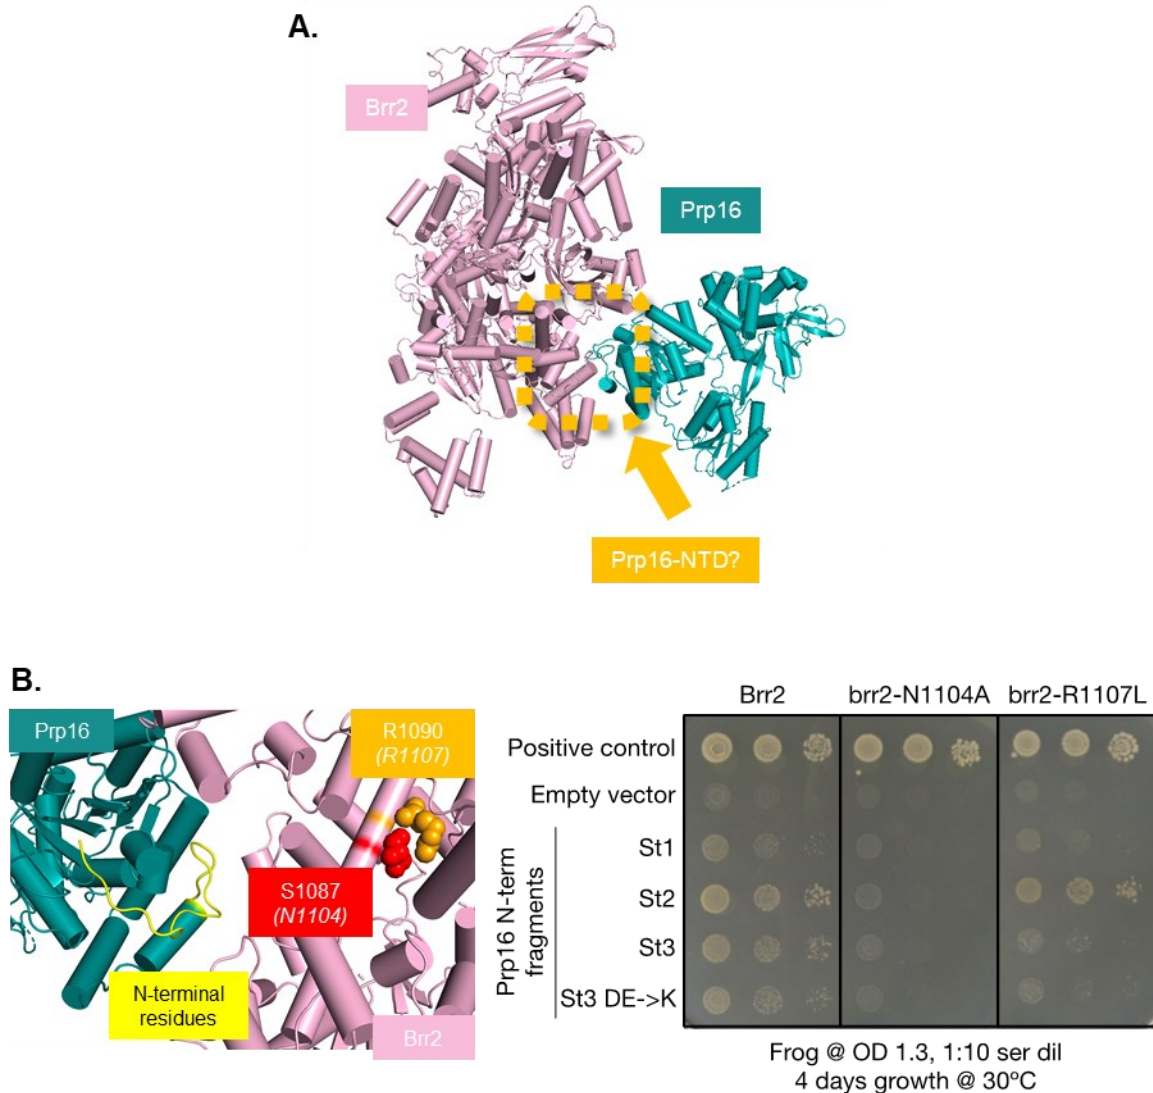 A.
Brr2
Prp16
Prp16-NTD?
B.
Prp16
R1090
(R1107)
S1087
(N1104)
N-terminal
residues
Brr2
Brr2 brr2-N1104A brr2-R1107L
Positive control
Empty vector
Prp16 N-term
fragments
St1
St2
St3
St3 DE->K
Frog @ OD 1.3, 1:10 ser dil
4 days growth @ 30ºC